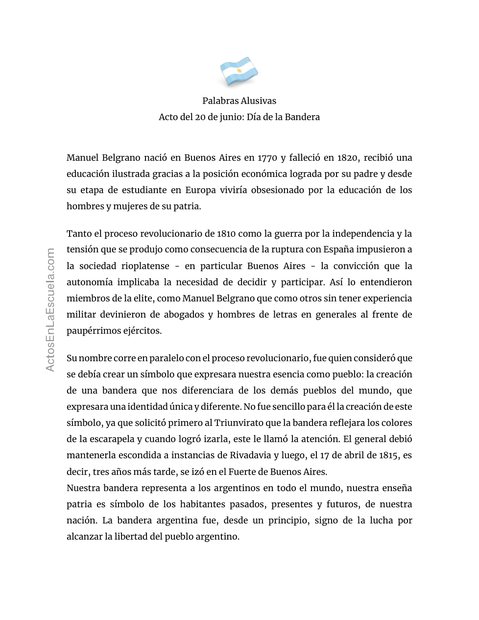 Palabras Alusivas
Acto del 20 de junio: Día de la Bandera
Manuel Belgrano nació en Buenos Aires en 1770 y falleció en 1820, recibió una
educación ilustrada gracias a la posición económica lograda por su padre y desde
su etapa de estudiante en Europa viviría obsesionado por la educación de los
hombres y mujeres de su patria.
Tanto el proceso revolucionario de 1810 como la guerra por la independencia y la
tensión que se produjo como consecuencia de la ruptura con España impusieron a
la sociedad rioplatense - en particular Buenos Aires - la convicción que la
autonomía implicaba la necesidad de decidir y participar. Así lo entendieron
miembros de la elite, como Manuel Belgrano que como otros sin tener experiencia
militar devinieron de abogados y hombres de letras en generales al frente de
paupérrimos ejércitos.
Su nombre corre en paralelo con el proceso revolucionario, fue quien consideró que
se debía crear un símbolo que expresara nuestra esencia como pueblo: la creación
de una bandera que nos diferenciara de los demás pueblos del mundo, que
expresara una identidad única y diferente. No fue sencillo para él la creación de este
símbolo, ya que solicitó primero al Triunvirato que la bandera reflejara los colores
de la escarapela y cuando logró izarla, este le llamó la atención. El general debió
mantenerla escondida a instancias de Rivadavia y luego, el 17 de abril de 1815, es
decir, tres años más tarde, se izó en el Fuerte de Buenos Aires.
Nuestra bandera representa a los argentinos en todo el mundo, nuestra enseña
patria es símbolo de los habitantes pasados, presentes y futuros, de nuestra
nación. La bandera argentina fue, desde un principio, signo de la lucha por
alcanzar la libertad del pueblo argentino.
ActosEnLaEscuela.com